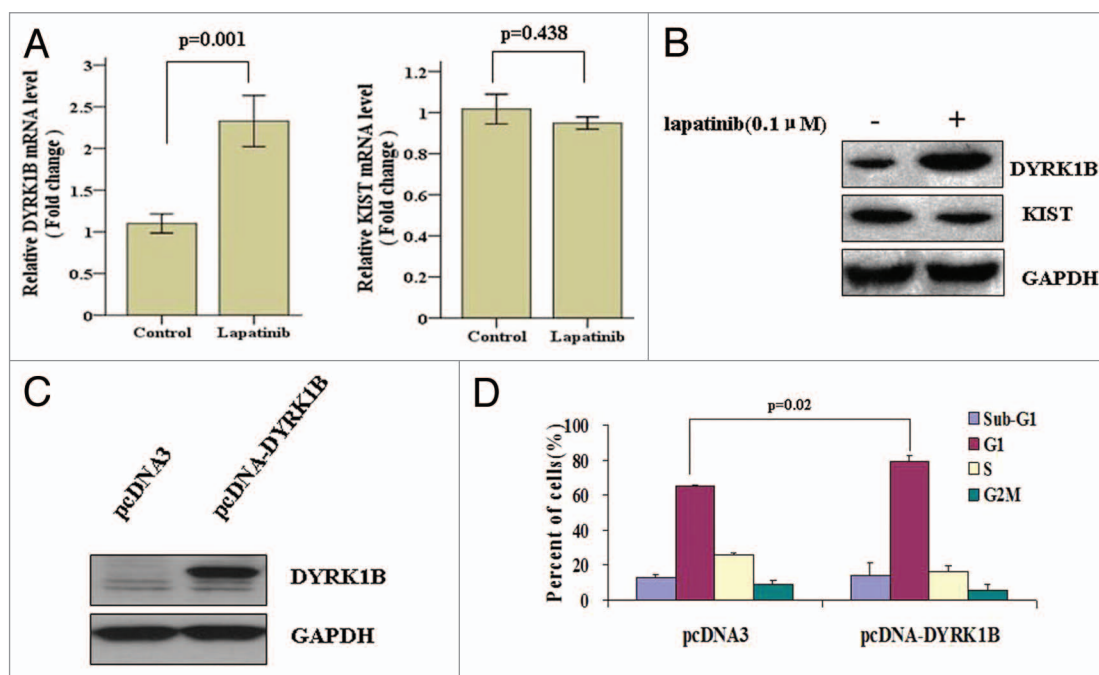 A
p=0.001
Relative DYRK1B mRNA level
( Fold change )
3
2.5
2
1.5
1
0.5
0
Control
Lapatinib
p=0.438
Relative KIST mRNA level
( Fold change )
1.2
1
0.8
0.6
0.4
0.2
0
Control
Lapatinib
B
lapatinib(0.1 μM)
-
+
DYRK1B
KIST
GAPDH
C
pcDNA3
pcDNA-DYRK1B
DYRK1B
GAPDH
D
p=0.02
Percent of cells(%)
100
80
60
40
20
0
pcDNA3
pcDNA-DYRK1B
Sub-G1
G1
S
G2M